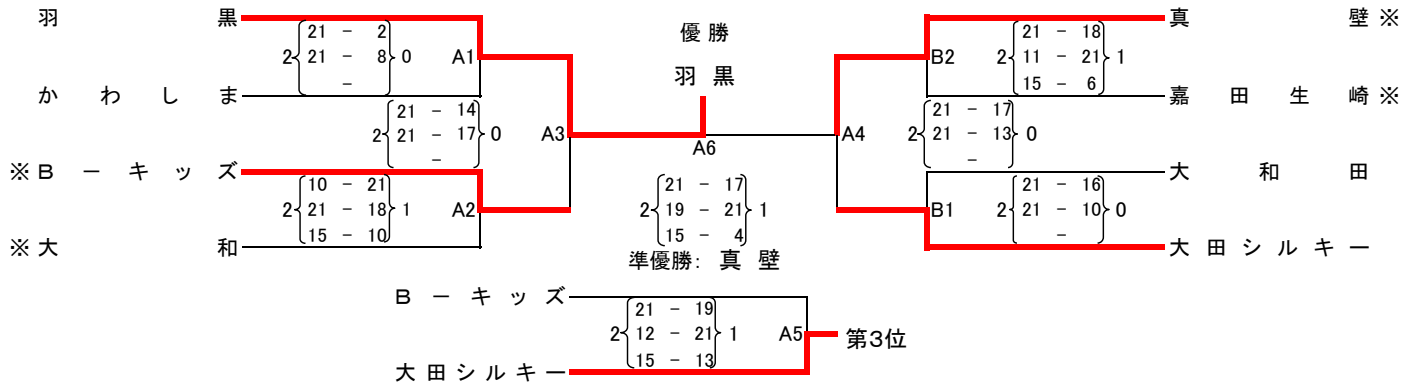 羽黒
21 - 2
2 21 - 8 0 A1
-
かわしま
21 - 14
2 21 - 17 0 A3
-
※B－キッズ
10 - 21
2 21 - 18 1 A2
15 - 10
※大和
優勝
羽黒
A6
21 - 17
2 19 - 21 1
15 - 4
準優勝: 真壁
真壁※
21 - 18
B2 2 11 - 21 1
15 - 6
嘉田生崎※
21 - 17
A4 2 21 - 13 0
-
大和田
21 - 16
B1 2 21 - 10 0
-
大田シルキー
B－キッズ
21 - 19
2 12 - 21 1 A5 第3位
15 - 13
大田シルキー